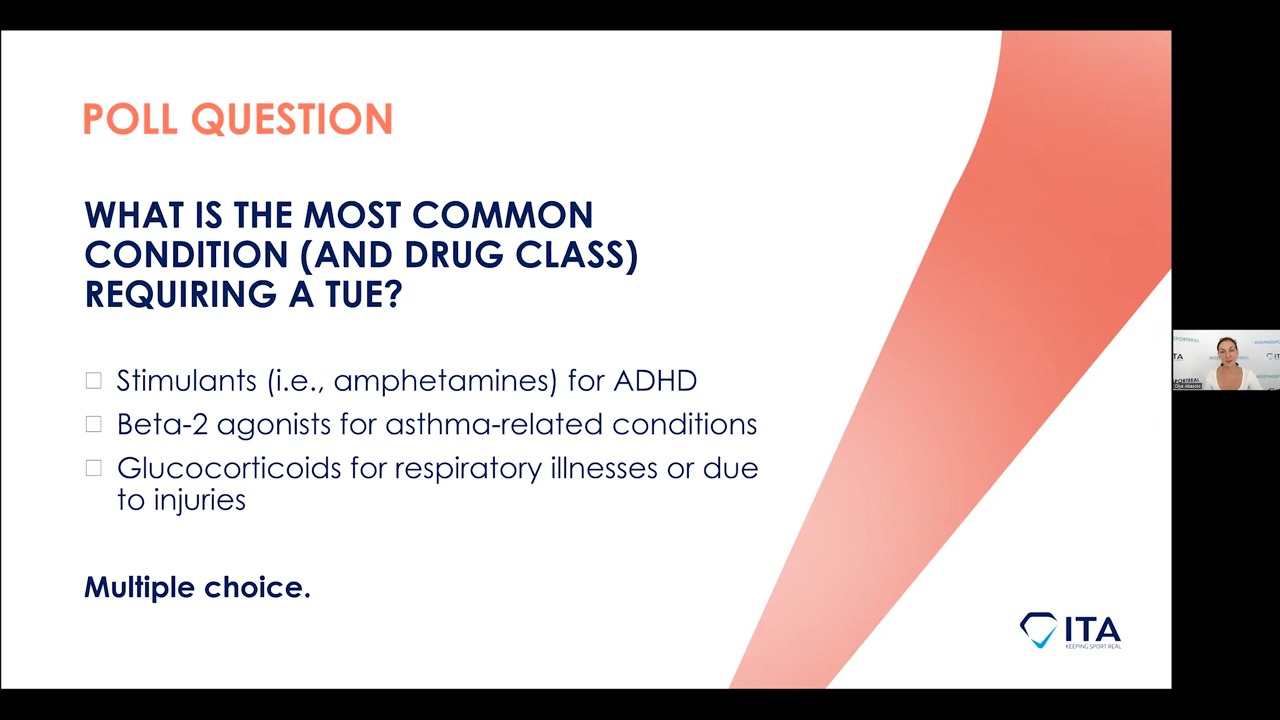 POLL QUESTION
WHAT IS THE MOST COMMON
CONDITION (AND DRUG CLASS)
REQUIRING A TUE?
Stimulants (i.e., amphetamines) for ADHD
Beta-2 agonists for asthma-related conditions
Glucocorticoids for respiratory illnesses or due
to injuries
Multiple choice.
ITA
KEEPING SPORT REAL